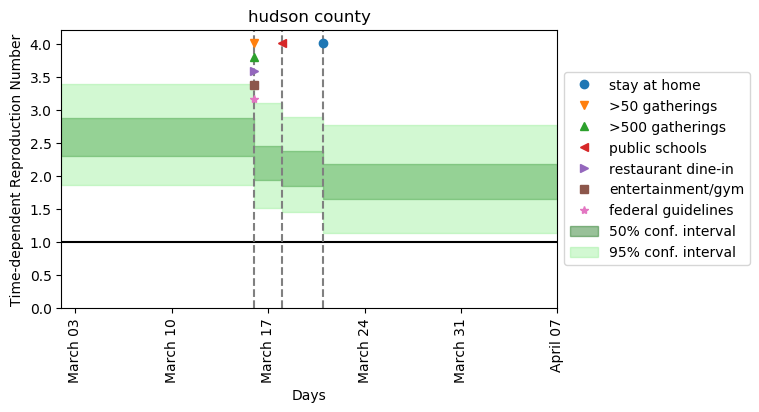 hudson county
Time-dependent Reproduction Number
4.0
3.5
3.0
2.5
2.0
1.5
1.0
0.5
0.0
March 03
March 10
March 17
March 24
March 31
April 07
Days
stay at home
>50 gatherings
>500 gatherings
public schools
restaurant dine-in
entertainment/gym
federal guidelines
50% conf. interval
95% conf. interval